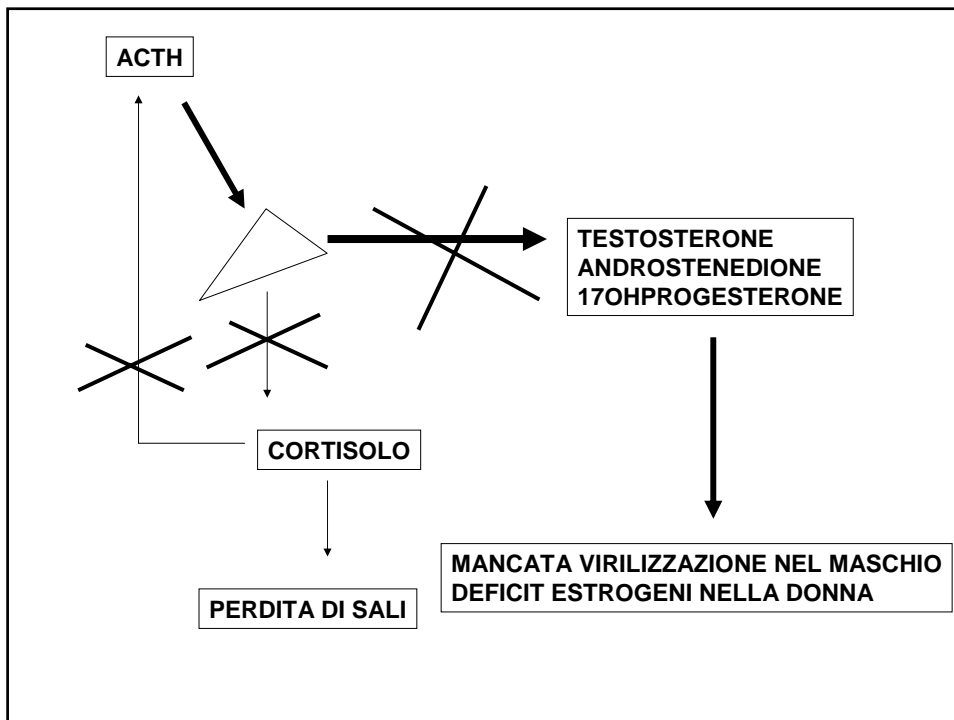 ACTH
TESTOSTERONE
ANDROSTENEDIONE
17OHPROGESTERONE
CORTISOLO
MANCATA VIRILIZZAZIONE NEL MASCHIO
DEFICIT ESTROGENI NELLA DONNA
PERDITA DI SALI